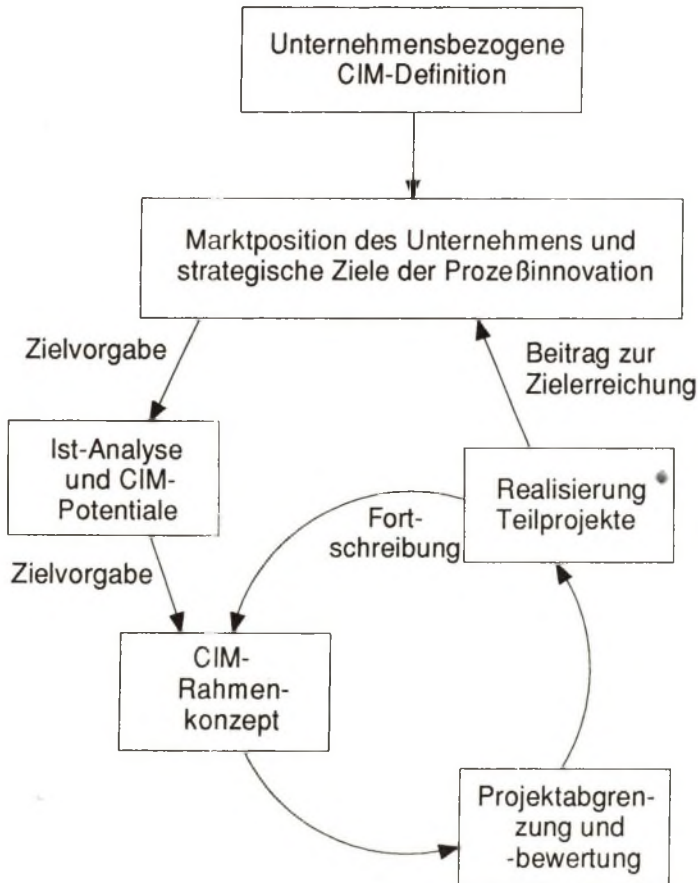 Unternehmensbezogene
CIM-Definition
Marktposition des Unternehmens und
strategische Ziele der Prozeßinnovation
Zielvorgabe
Beitrag zur
Zielerreichung
Ist-Analyse
und CIM-
Potentiale
Realisierung
Teilprojekte
Fort-
schreibung
Zielvorgabe
CIM-
Rahmen-
konzept
Projektabgren-
zung und
-bewertung